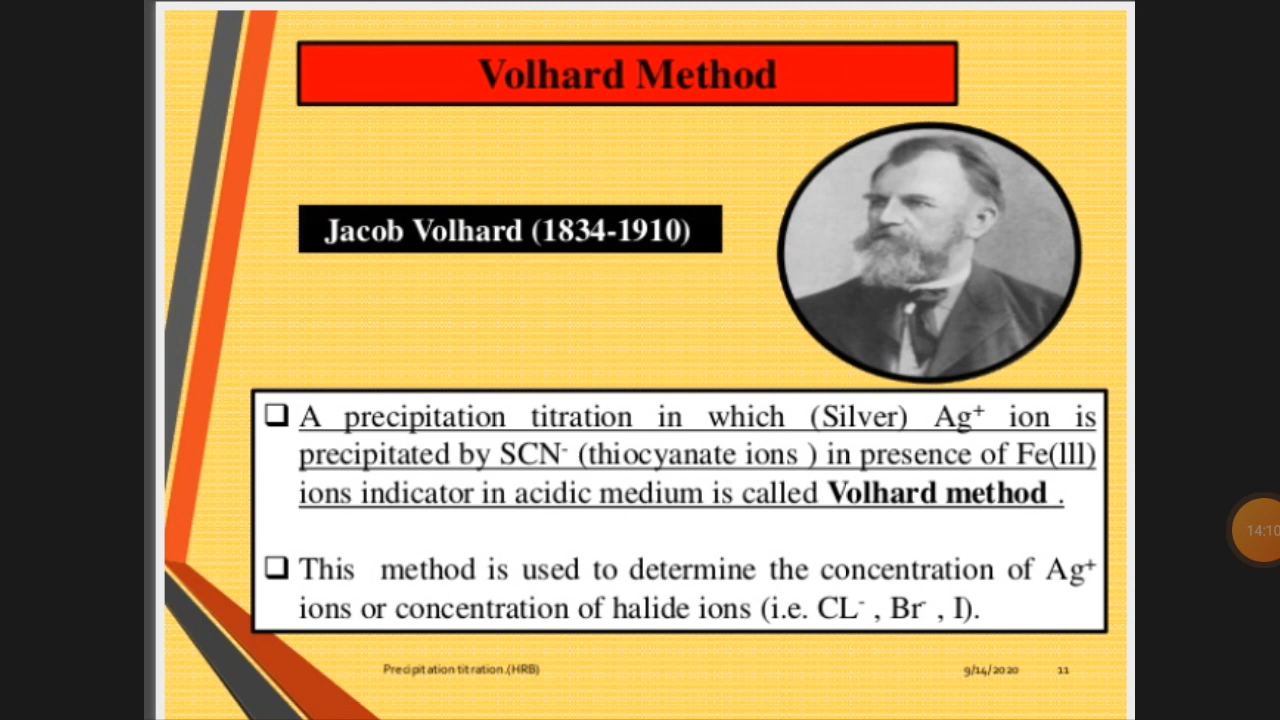 Volhard Method
Jacob Volhard (1834-1910)
❑ A precipitation titration in which (Silver) Ag⁺ ion is
precipitated by SCN⁻ (thiocyanate ions ) in presence of Fe(lll)
ions indicator in acidic medium is called Volhard method .
❑ This method is used to determine the concentration of Ag⁺
ions or concentration of halide ions (i.e. CL⁻ , Br⁻ , I).
Precipitation titration.(HRB) 9/14/2020 11
14:10